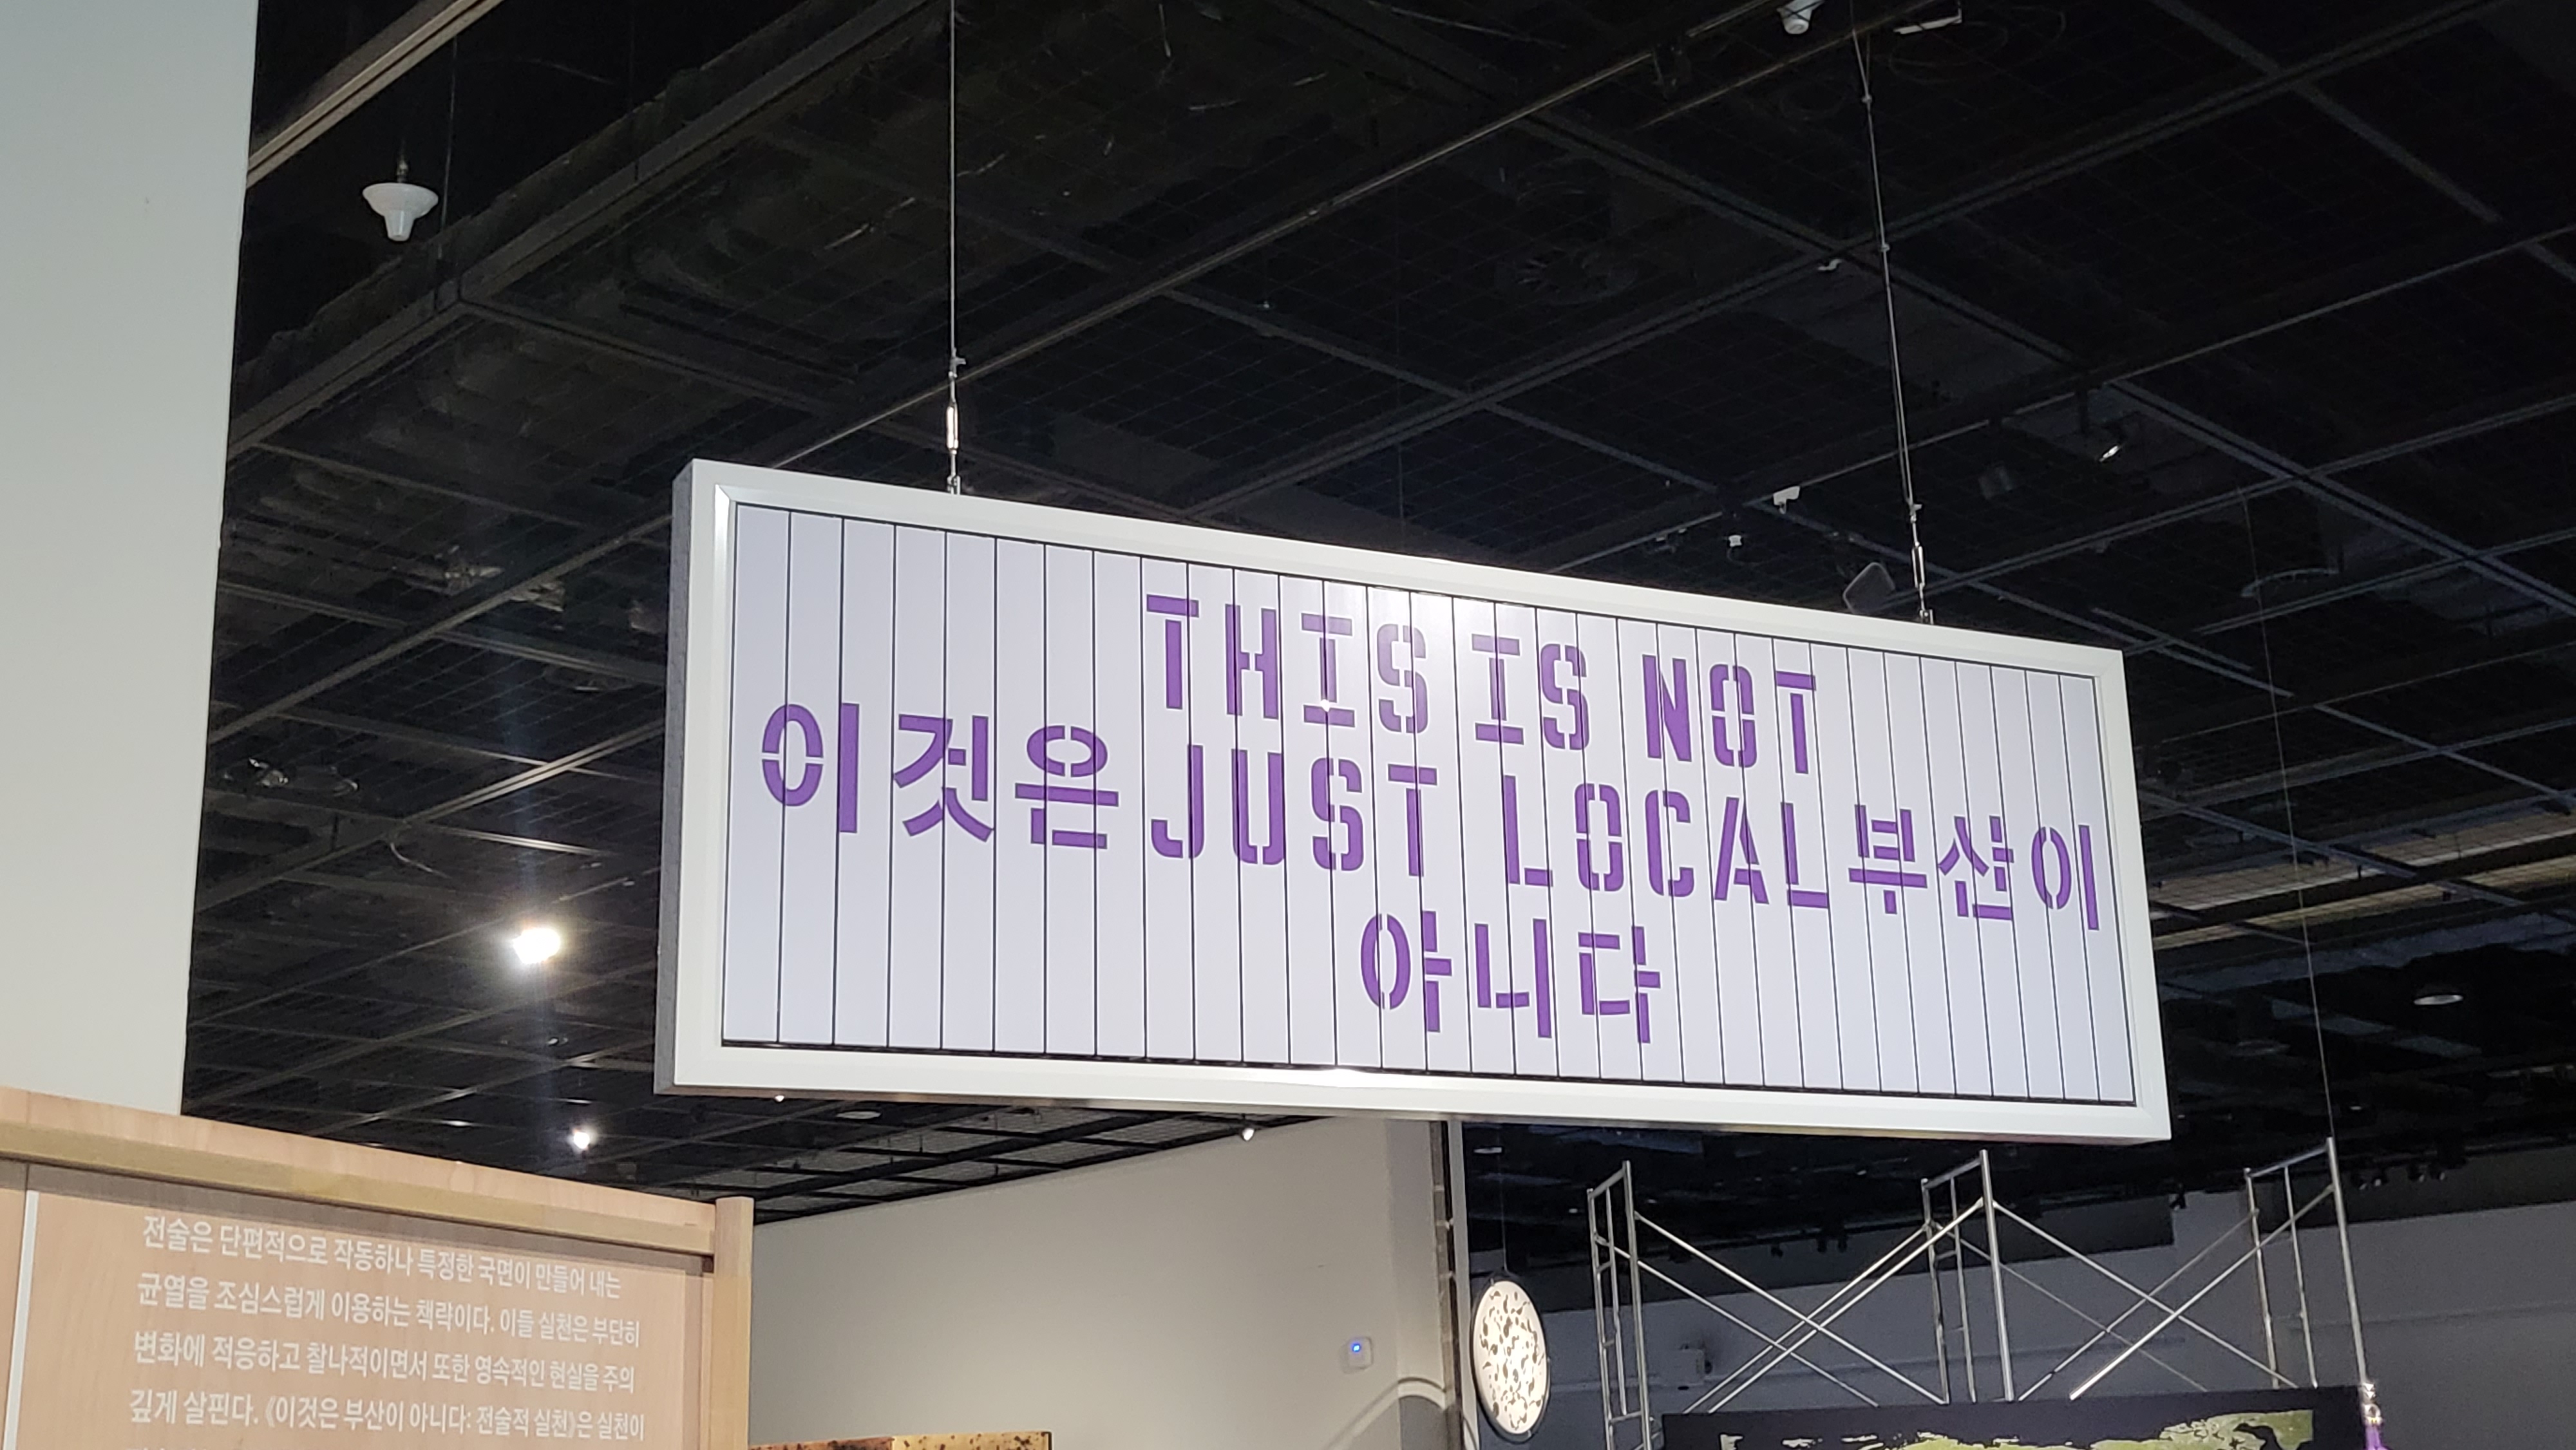 THIS IS NOT
이것은 JUST LOCAL 부산이
아니다
전술은 단편적으로 작동하나 특정한 국면이 만들어 내는
균열을 조심스럽게 이용하는 책략이다. 이들 실천은 부단히
변화에 적응하고 찰나적이면서 또한 영속적인 현실을 주의
깊게 살핀다. 《이것은 부산이 아니다: 전술적 실천》은 실천이